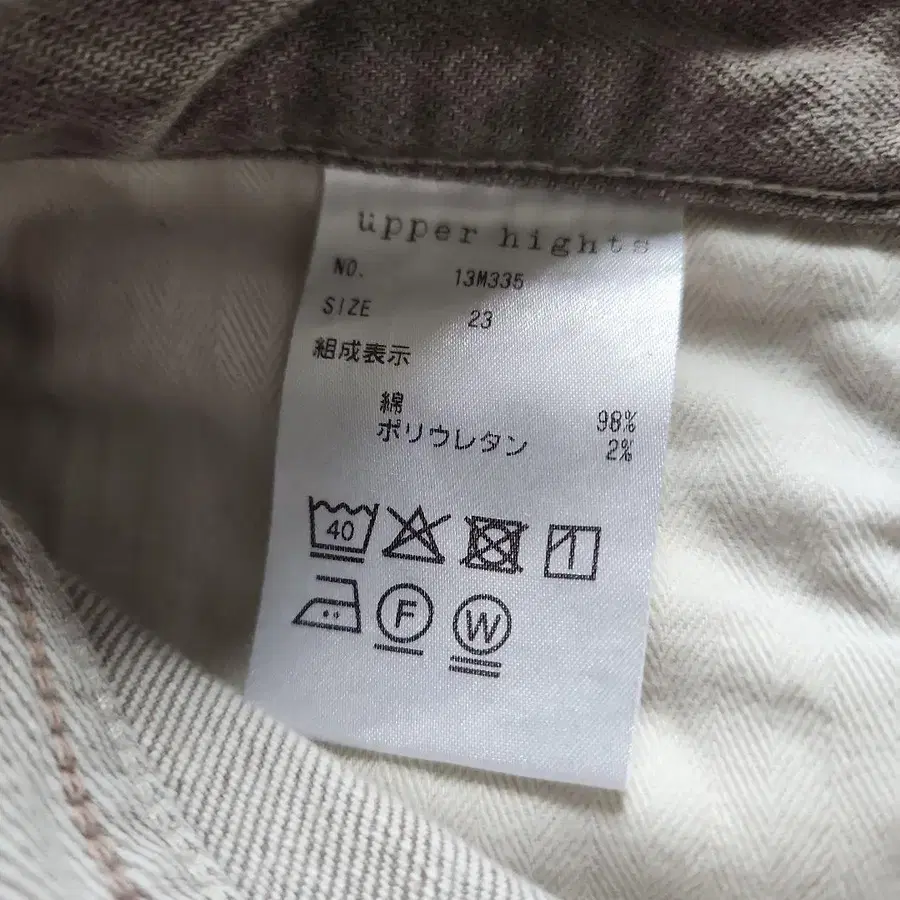 upper hights
NO. 13M335
SIZE 23
組成表示
綿 98%
ポリウレタン 2%
40
F
W